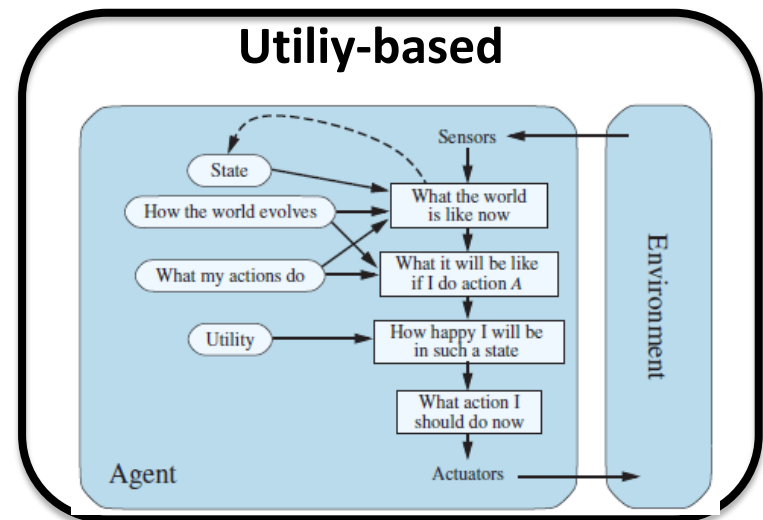 Utiliy-based
Sensors
State
What the world
is like now
How the world evolves
What it will be like
if I do action A
What my actions do
How happy I will be
in such a state
Utility
What action I
should do now
Agent
Actuators
Environment